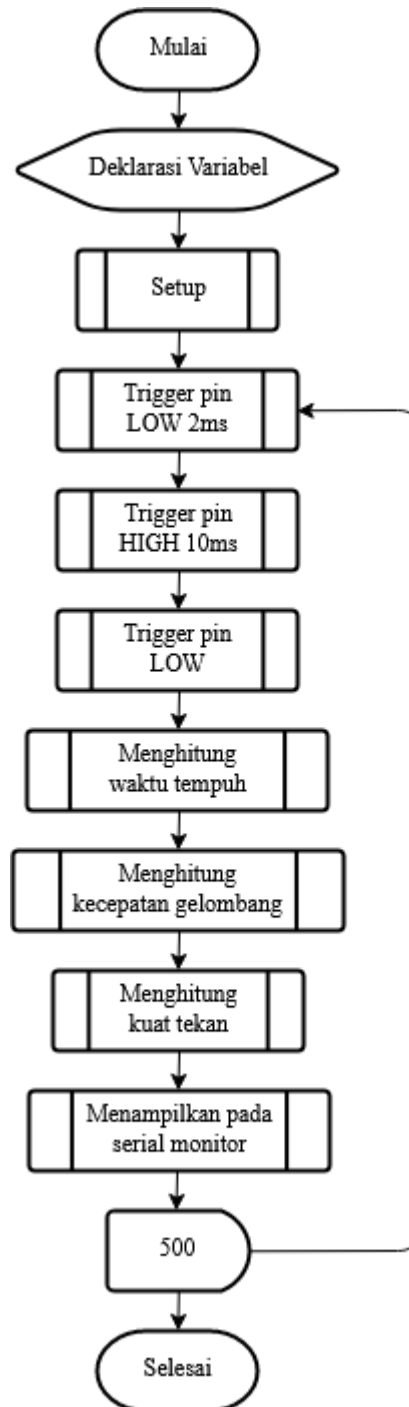 Mulai
Deklarasi Variabel
Setup
Trigger pin
LOW 2ms
Trigger pin
HIGH 10ms
Trigger pin
LOW
Menghitung
waktu tempuh
Menghitung
kecepatan gelombang
Menghitung
kuat tekan
Menampilkan pada
serial monitor
500
Selesai